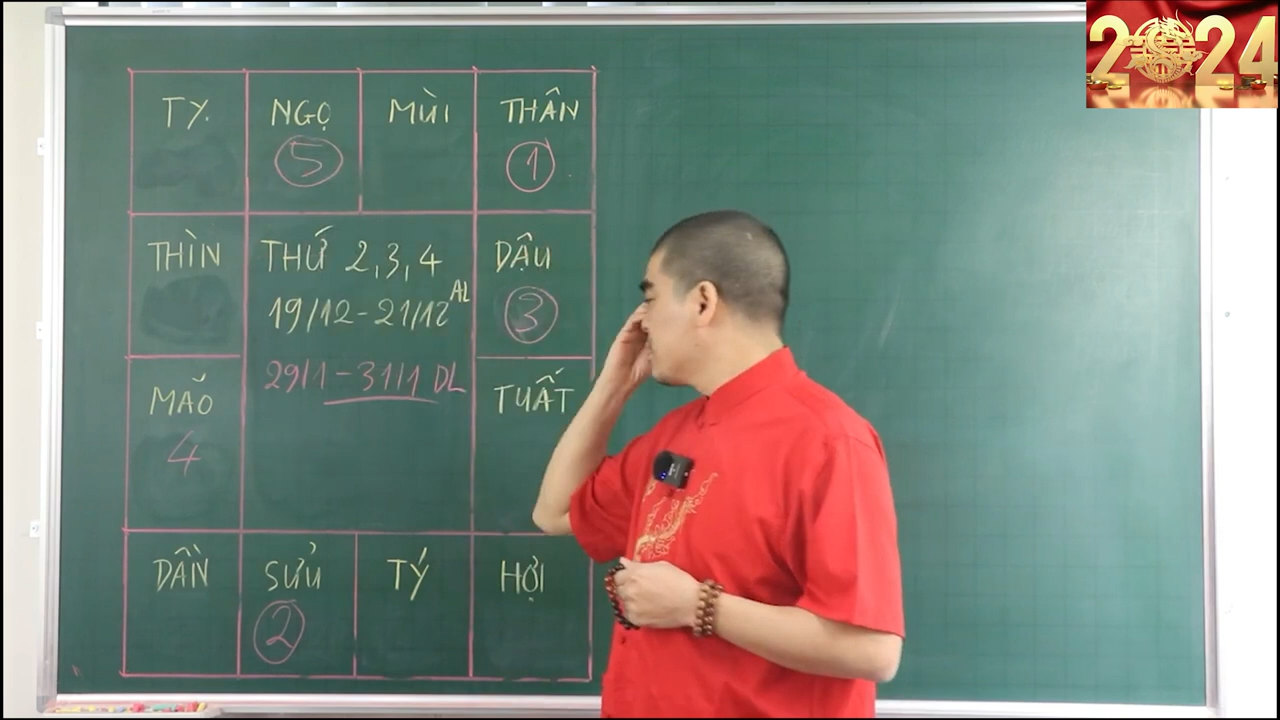 2024
TY.
NGỌ
MÙI
THÂN
5
1
THÌN
THỨ 2,3,4
DẬU
19/12-21/12 AL
3
29/1-31/1 DL
MÃO
TUẤT
4
DẦN
SỬU
TÝ
HỢI
2